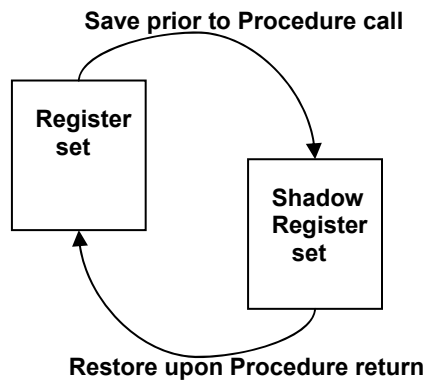 Save prior to Procedure call
Register
set
Shadow
Register
set
Restore upon Procedure return